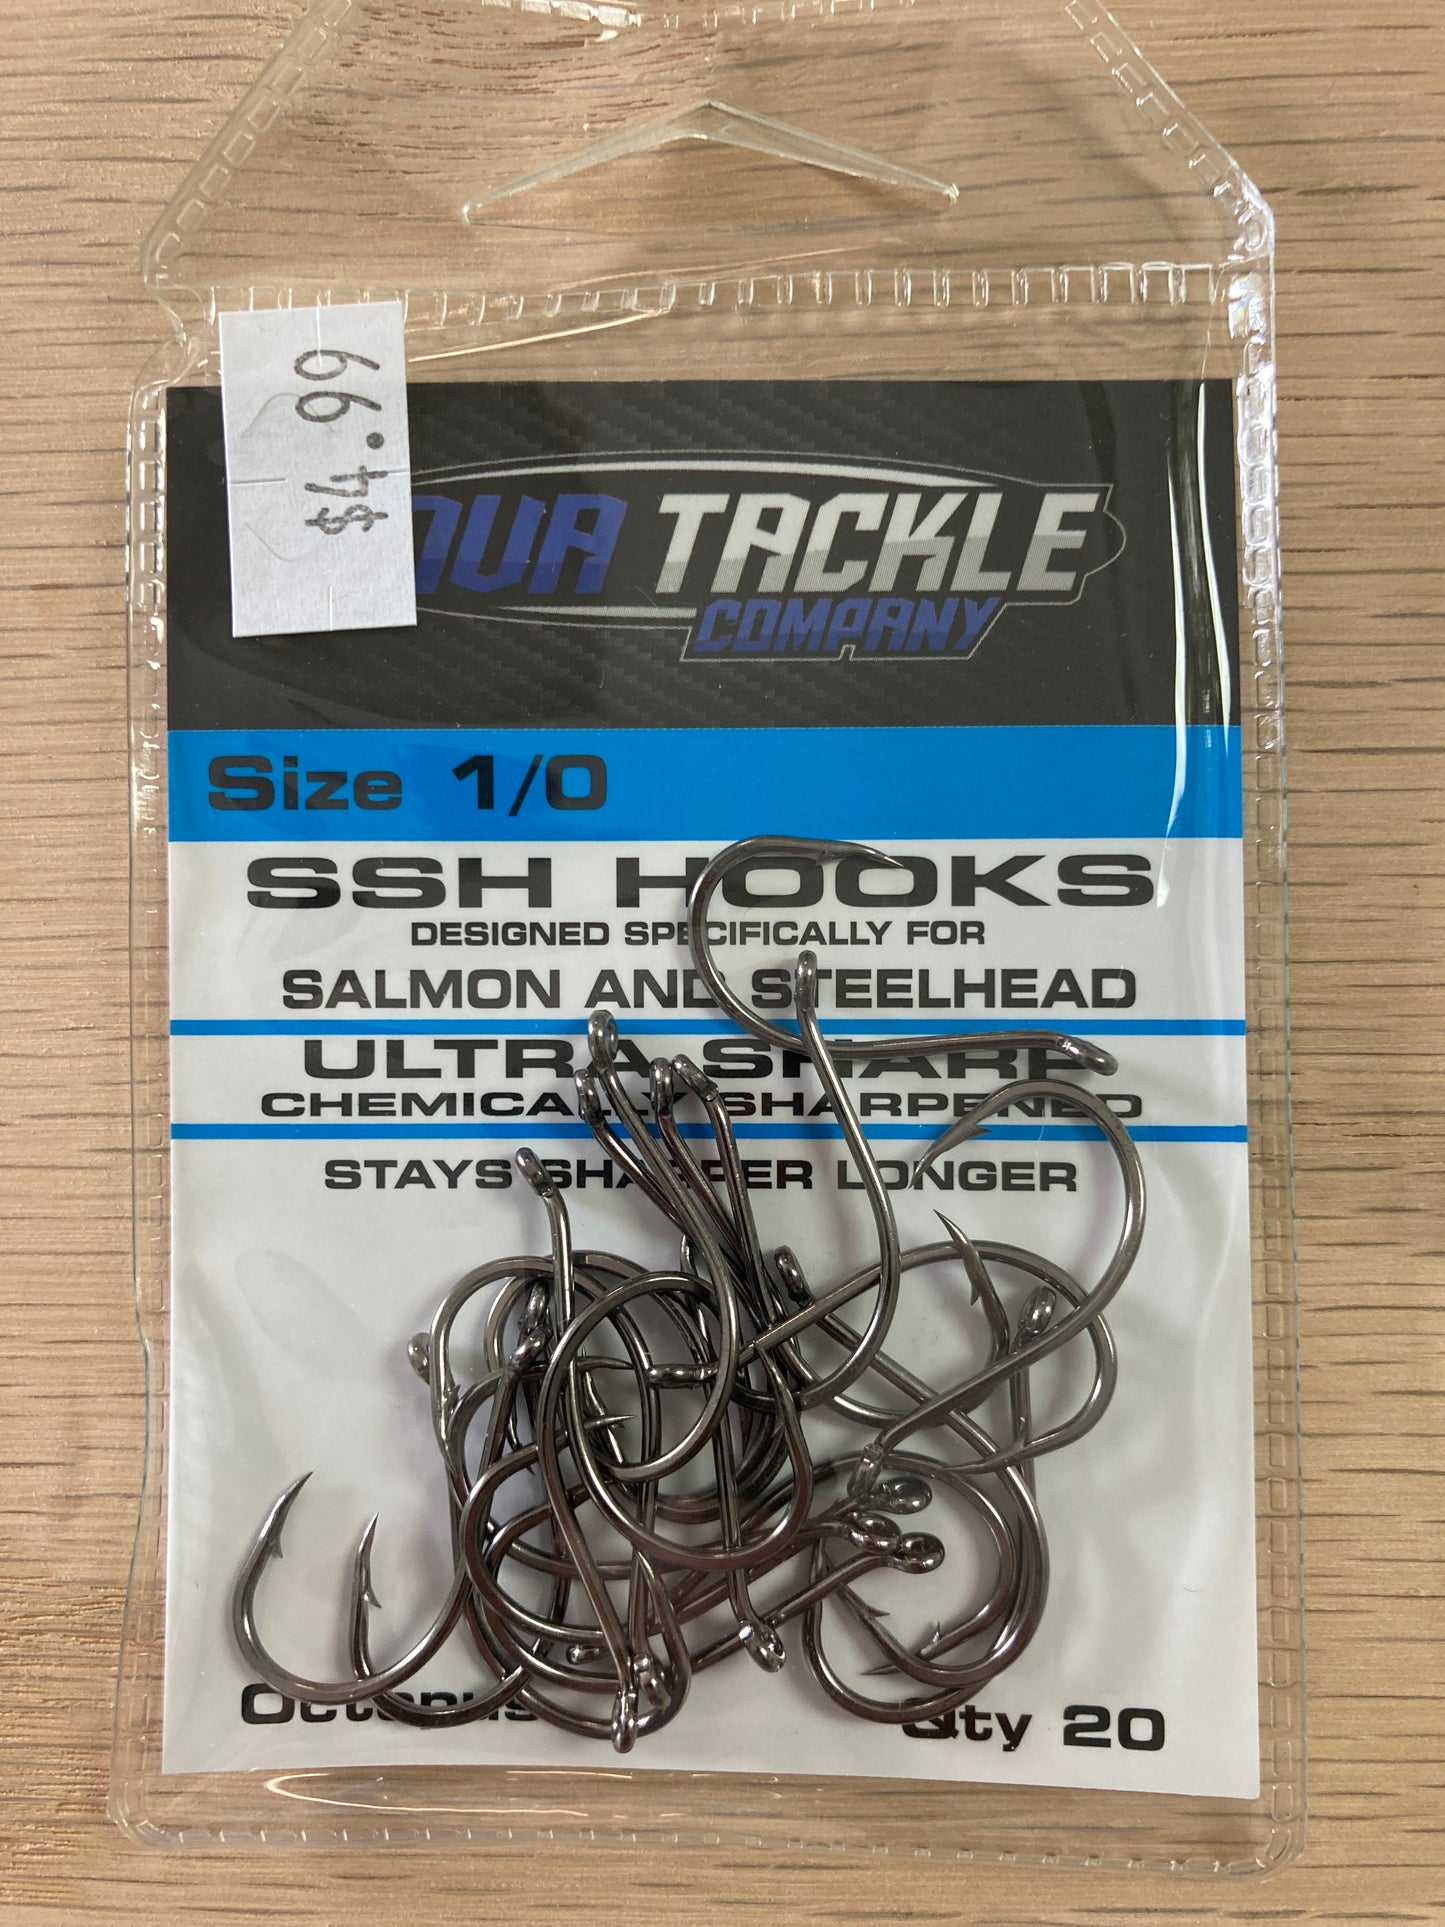 $4.99
TACKLE
COMPANY
Size 1/0
SSH HOOKS
DESIGNED SPECIFICALLY FOR
SALMON AND STEELHEAD
ULTRA SHARP
CHEMICALLY SHARPENED
STAYS SHARPER LONGER
Octopus
Qty 20